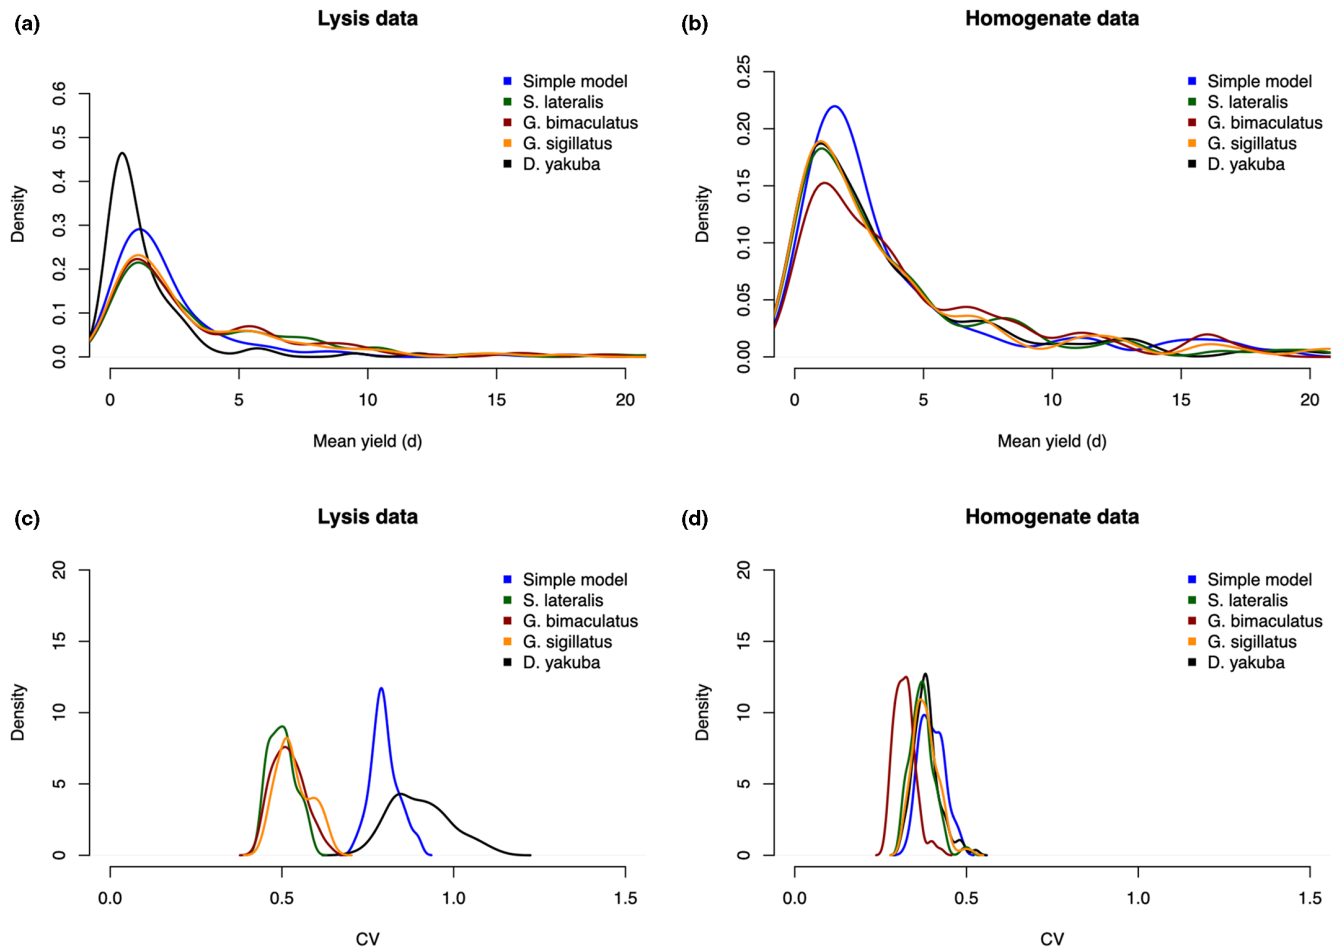 (a)
Lysis data
Simple model
S. lateralis
G. bimaculatus
G. sigillatus
D. yakuba
Density
0.0 0.1 0.2 0.3 0.4 0.5 0.6
0 5 10 15 20
Mean yield (d)
(b)
Homogenate data
Simple model
S. lateralis
G. bimaculatus
G. sigillatus
D. yakuba
Density
0.00 0.05 0.10 0.15 0.20 0.25
0 5 10 15 20
Mean yield (d)
(c)
Lysis data
Simple model
S. lateralis
G. bimaculatus
G. sigillatus
D. yakuba
Density
0 5 10 15 20
0.0 0.5 1.0 1.5
CV
(d)
Homogenate data
Simple model
S. lateralis
G. bimaculatus
G. sigillatus
D. yakuba
Density
0 5 10 15 20
0.0 0.5 1.0 1.5
CV